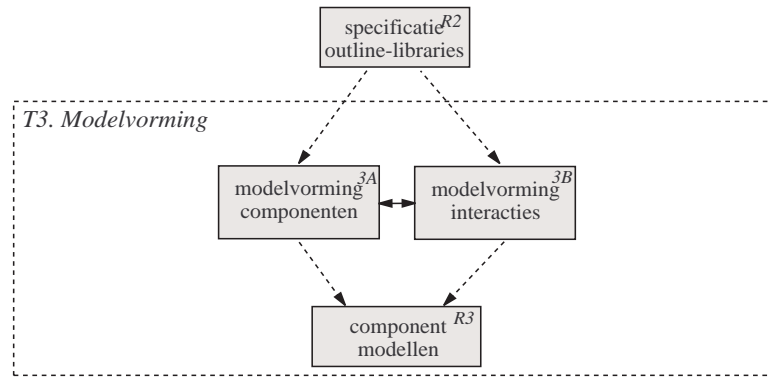 specificatie R2
outline-libraries
T3. Modelvorming
modelvorming 3A
componenten
modelvorming 3B
interacties
component R3
modellen